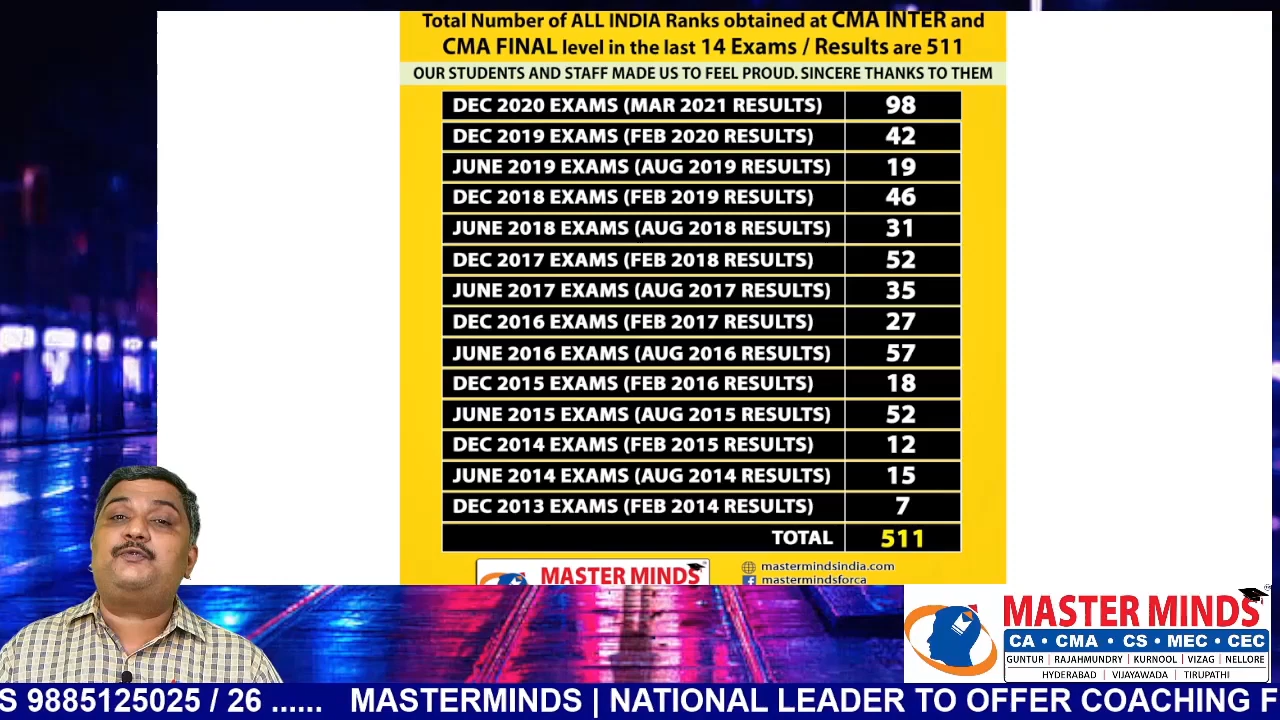 Total Number of ALL INDIA Ranks obtained at CMA INTER and
CMA FINAL level in the last 14 Exams / Results are 511
OUR STUDENTS AND STAFF MADE US TO FEEL PROUD. SINCERE THANKS TO THEM
DEC 2020 EXAMS (MAR 2021 RESULTS) 98
DEC 2019 EXAMS (FEB 2020 RESULTS) 42
JUNE 2019 EXAMS (AUG 2019 RESULTS) 19
DEC 2018 EXAMS (FEB 2019 RESULTS) 46
JUNE 2018 EXAMS (AUG 2018 RESULTS) 31
DEC 2017 EXAMS (FEB 2018 RESULTS) 52
JUNE 2017 EXAMS (AUG 2017 RESULTS) 35
DEC 2016 EXAMS (FEB 2017 RESULTS) 27
JUNE 2016 EXAMS (AUG 2016 RESULTS) 57
DEC 2015 EXAMS (FEB 2016 RESULTS) 18
JUNE 2015 EXAMS (AUG 2015 RESULTS) 52
DEC 2014 EXAMS (FEB 2015 RESULTS) 12
JUNE 2014 EXAMS (AUG 2014 RESULTS) 15
DEC 2013 EXAMS (FEB 2014 RESULTS) 7
TOTAL 511
MASTER MINDS
mastermindsindia.com
mastermindsforca
MASTER MINDS
CA • CMA • CS • MEC • CEC
GUNTUR | RAJAHMUNDRY | KURNOOL | VIZAG | NELLORE
HYDERABAD | VIJAYAWADA | TIRUPATHI
S 9885125025 / 26 ...... MASTERMINDS | NATIONAL LEADER TO OFFER COACHING F